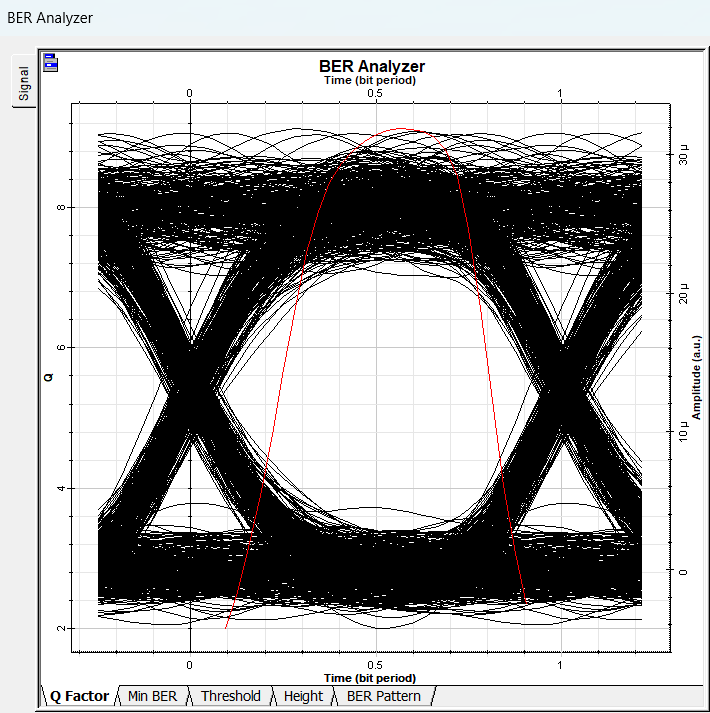 BER Analyzer
Signal
BER Analyzer
Time (bit period)
0 0.5 1
8
6
4
2
Q
30 µ
20 µ
10 µ
0
Amplitude (a.u.)
0 0.5 1
Time (bit period)
Q Factor Min BER Threshold Height BER Pattern